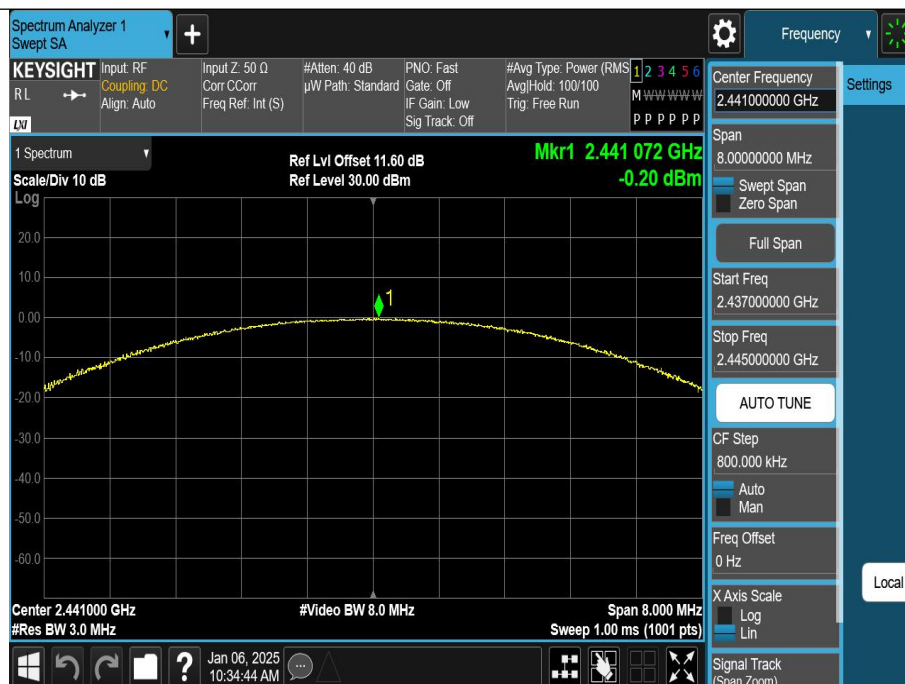 Spectrum Analyzer 1
Swept SA
Frequency
KEYSIGHT
RL
LXI
Input: RF
Coupling: DC
Align: Auto
Input Z: 50 Ω
Corr CCorr
Freq Ref: Int (S)
#Atten: 40 dB
µW Path: Standard
PNO: Fast
Gate: Off
IF Gain: Low
Sig Track: Off
#Avg Type: Power (RMS
Avg|Hold: 100/100
Trig: Free Run
1 2 3 4 5 6
M W W W W W
P P P P P P
1 Spectrum
Scale/Div 10 dB
Ref Lvl Offset 11.60 dB
Ref Level 30.00 dBm
Mkr1 2.441 072 GHz
-0.20 dBm
Log
20.0
10.0
0.00
-10.0
-20.0
-30.0
-40.0
-50.0
-60.0
1
Center 2.441000 GHz
#Res BW 3.0 MHz
#Video BW 8.0 MHz
Span 8.000 MHz
Sweep 1.00 ms (1001 pts)
Jan 06, 2025
10:34:44 AM
Center Frequency
2.441000000 GHz
Settings
Span
8.00000000 MHz
Swept Span
Zero Span
Full Span
Start Freq
2.437000000 GHz
Stop Freq
2.445000000 GHz
AUTO TUNE
CF Step
800.000 kHz
Auto
Man
Freq Offset
0 Hz
X Axis Scale
Log
Lin
Local
Signal Track
(Span Zoom)